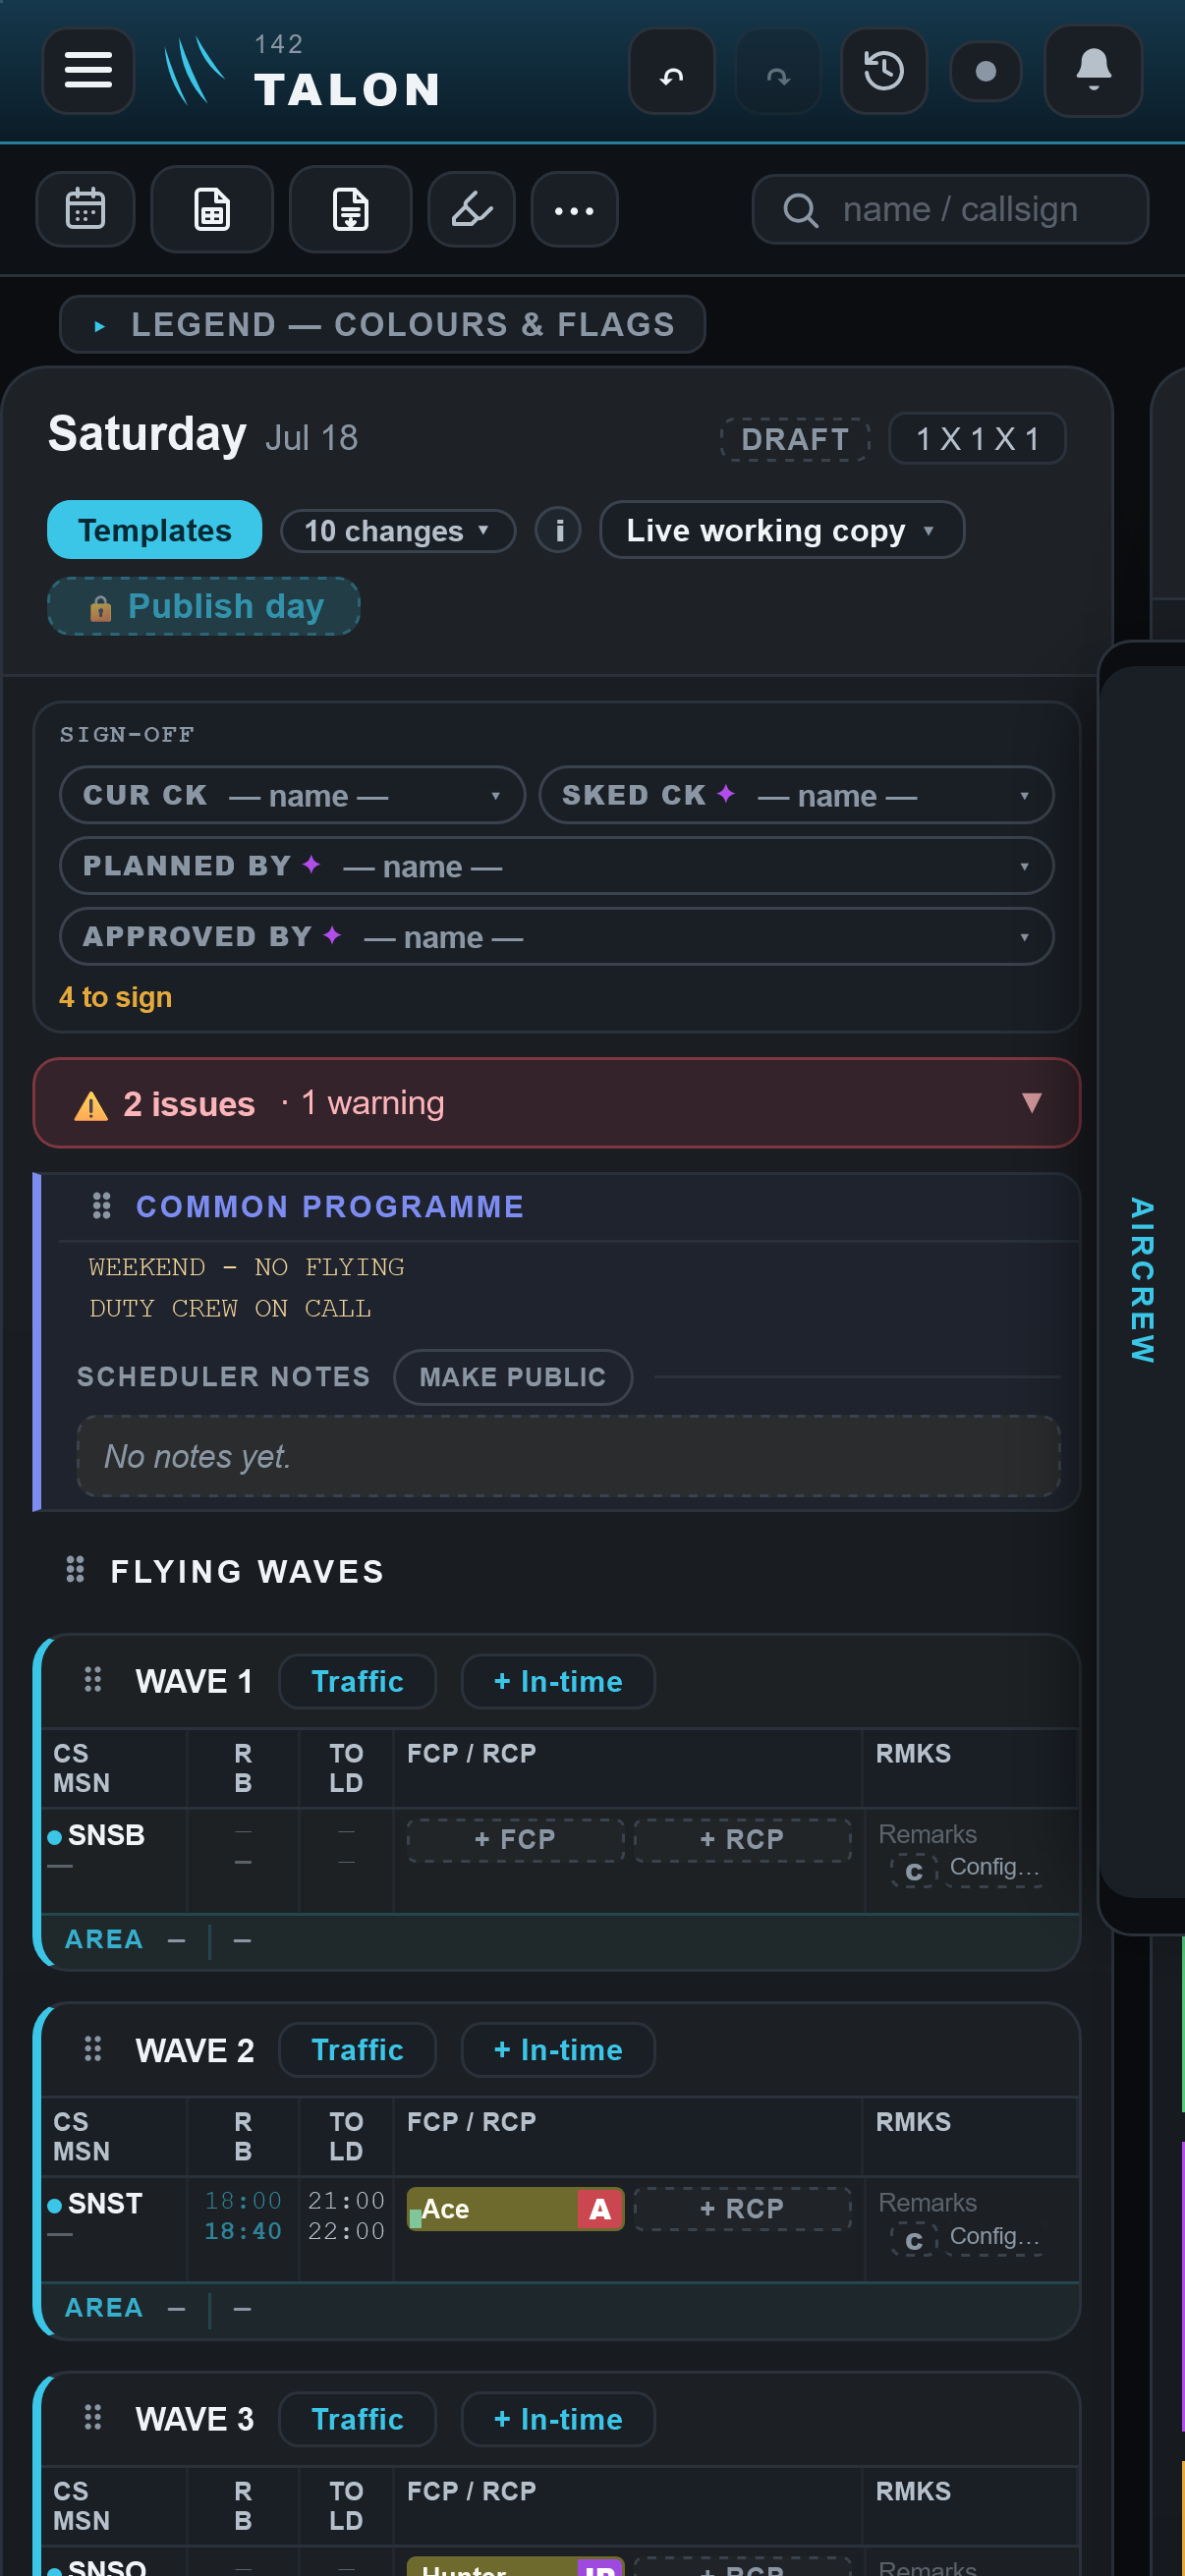 142
TALON
name / callsign
LEGEND — COLOURS & FLAGS
Saturday Jul 18 DRAFT 1 X 1 X 1
Templates 10 changes i Live working copy
Publish day
SIGN-OFF
CUR CK — name — SKED CK — name —
PLANNED BY — name —
APPROVED BY — name —
4 to sign
2 issues · 1 warning
COMMON PROGRAMME
WEEKEND – NO FLYING
DUTY CREW ON CALL
SCHEDULER NOTES MAKE PUBLIC
No notes yet.
AIRCREW
FLYING WAVES
WAVE 1 Traffic + In-time
CS R TO FCP / RCP RMKS
MSN B LD
SNSB — — + FCP + RCP Remarks
— — — C Config…
AREA – | –
WAVE 2 Traffic + In-time
CS R TO FCP / RCP RMKS
MSN B LD
SNST 18:00 21:00 Ace A + RCP Remarks
— 18:40 22:00 C Config…
AREA – | –
WAVE 3 Traffic + In-time
CS R TO FCP / RCP RMKS
MSN B LD
SNSO — — Hunter IP + RCP Remarks